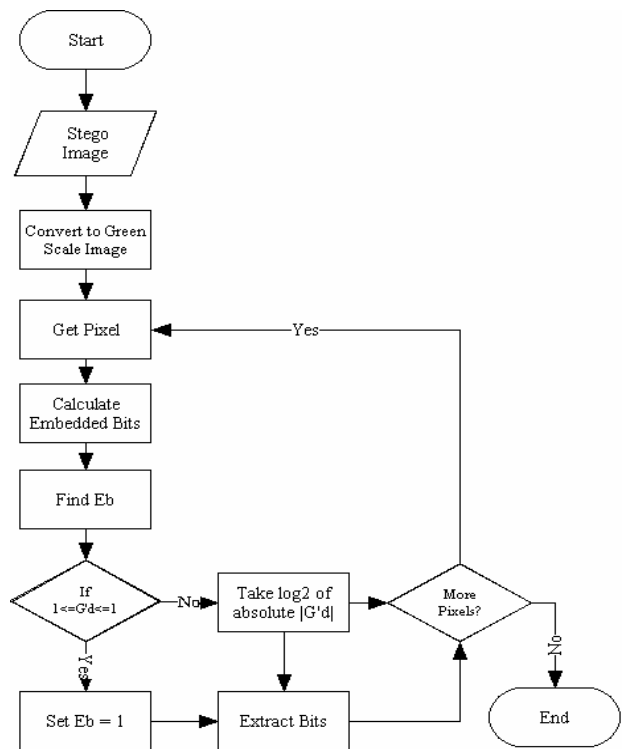 Start
Stego
Image
Convert to Green
Scale Image
Get Pixel
Yes
Calculate
Embedded Bits
Find Eb
If
1<=G'd<=1
No
Take log2 of
absolute |G'd|
More
Pixels?
Yes
No
Set Eb = 1
Extract Bits
End